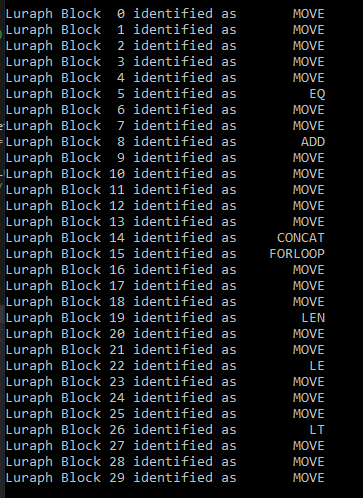 Luraph Block  0 identified as       MOVE
Luraph Block  1 identified as       MOVE
Luraph Block  2 identified as       MOVE
Luraph Block  3 identified as       MOVE
Luraph Block  4 identified as       MOVE
Luraph Block  5 identified as         EQ
Luraph Block  6 identified as       MOVE
Luraph Block  7 identified as       MOVE
Luraph Block  8 identified as        ADD
Luraph Block  9 identified as       MOVE
Luraph Block 10 identified as       MOVE
Luraph Block 11 identified as       MOVE
Luraph Block 12 identified as       MOVE
Luraph Block 13 identified as       MOVE
Luraph Block 14 identified as     CONCAT
Luraph Block 15 identified as    FORLOOP
Luraph Block 16 identified as       MOVE
Luraph Block 17 identified as       MOVE
Luraph Block 18 identified as       MOVE
Luraph Block 19 identified as        LEN
Luraph Block 20 identified as       MOVE
Luraph Block 21 identified as       MOVE
Luraph Block 22 identified as         LE
Luraph Block 23 identified as       MOVE
Luraph Block 24 identified as       MOVE
Luraph Block 25 identified as       MOVE
Luraph Block 26 identified as         LT
Luraph Block 27 identified as       MOVE
Luraph Block 28 identified as       MOVE
Luraph Block 29 identified as       MOVE